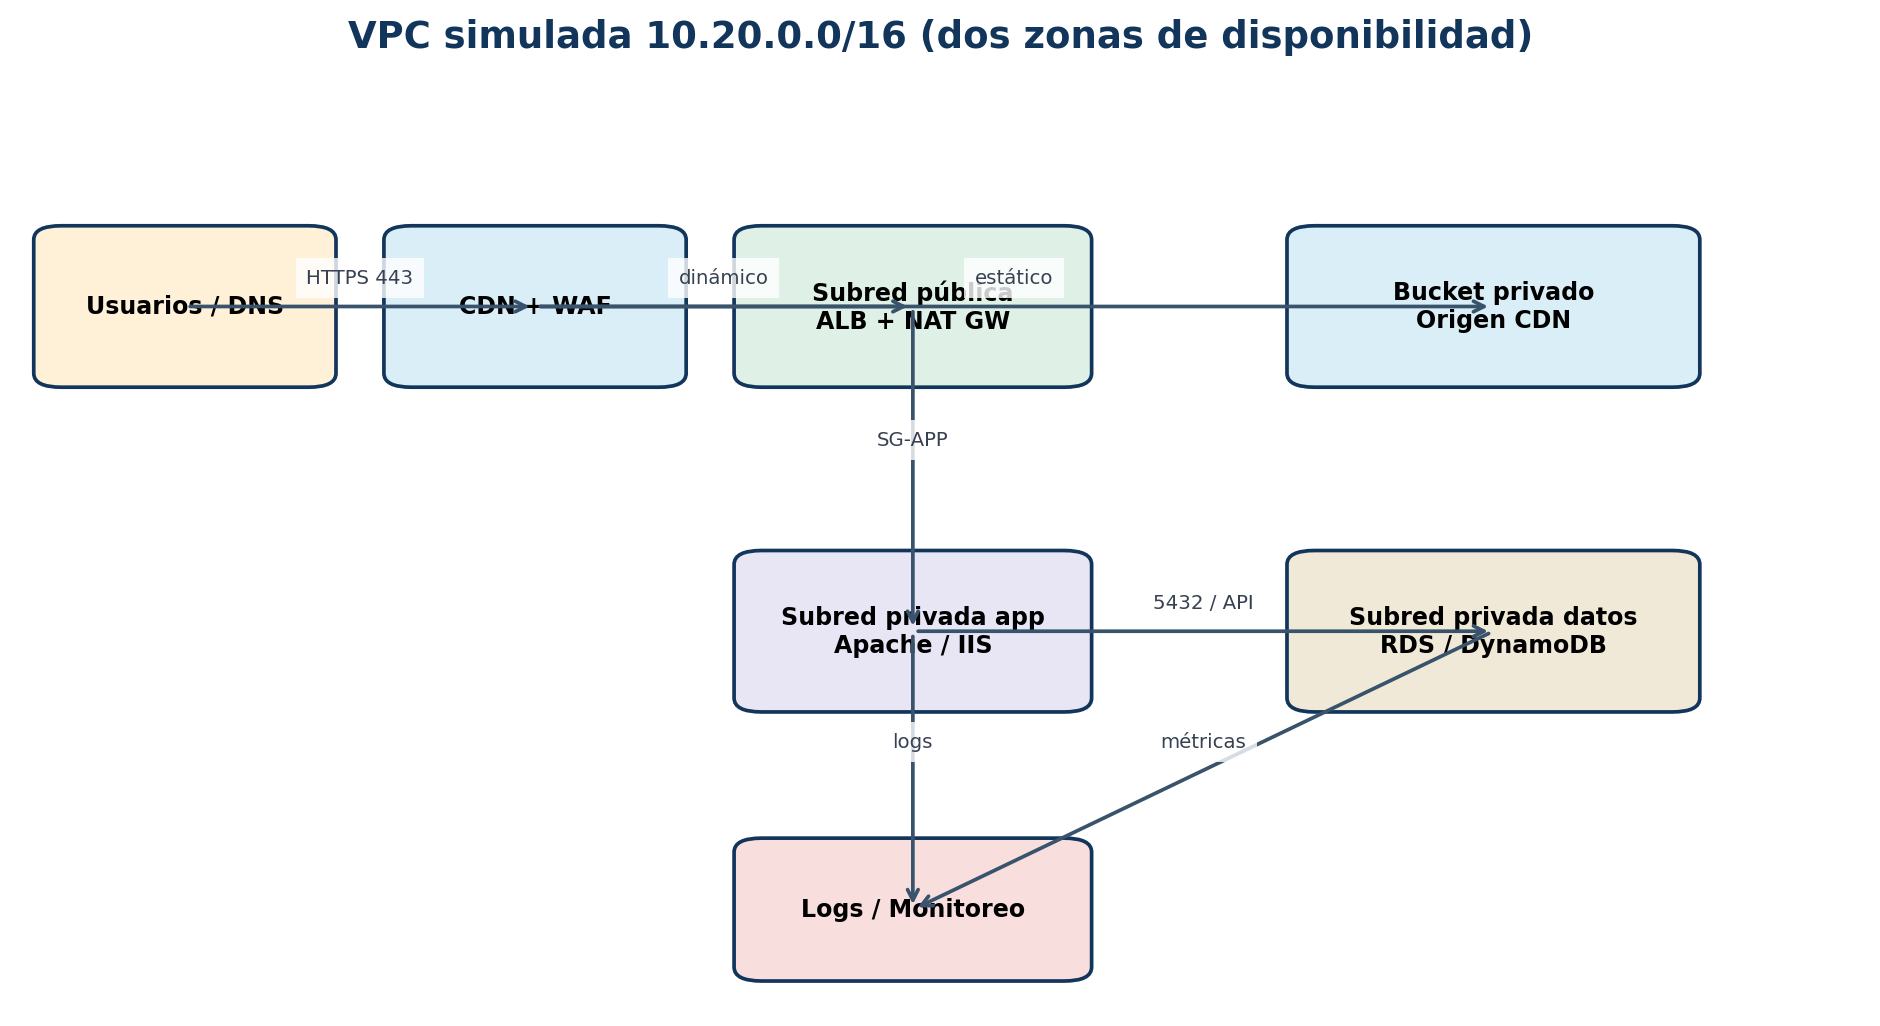 VPC simulada 10.20.0.0/16 (dos zonas de disponibilidad)
Usuarios / DNS
HTTPS 443
CDN + WAF
dinámico
Subred pública
ALB + NAT GW
estático
Bucket privado
Origen CDN
SG-APP
Subred privada app
Apache / IIS
5432 / API
Subred privada datos
RDS / DynamoDB
logs
métricas
Logs / Monitoreo